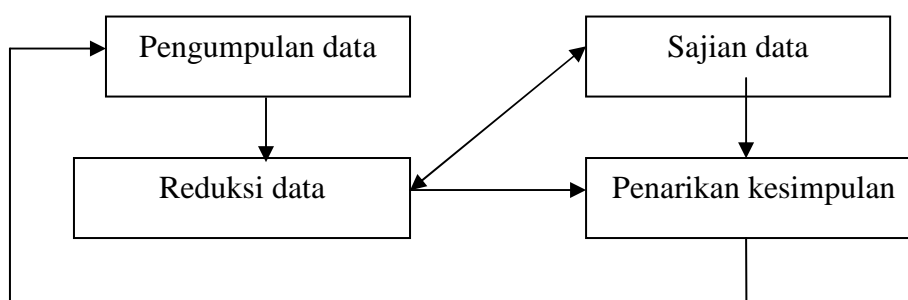 Pengumpulan data
Sajian data
Reduksi data
Penarikan kesimpulan